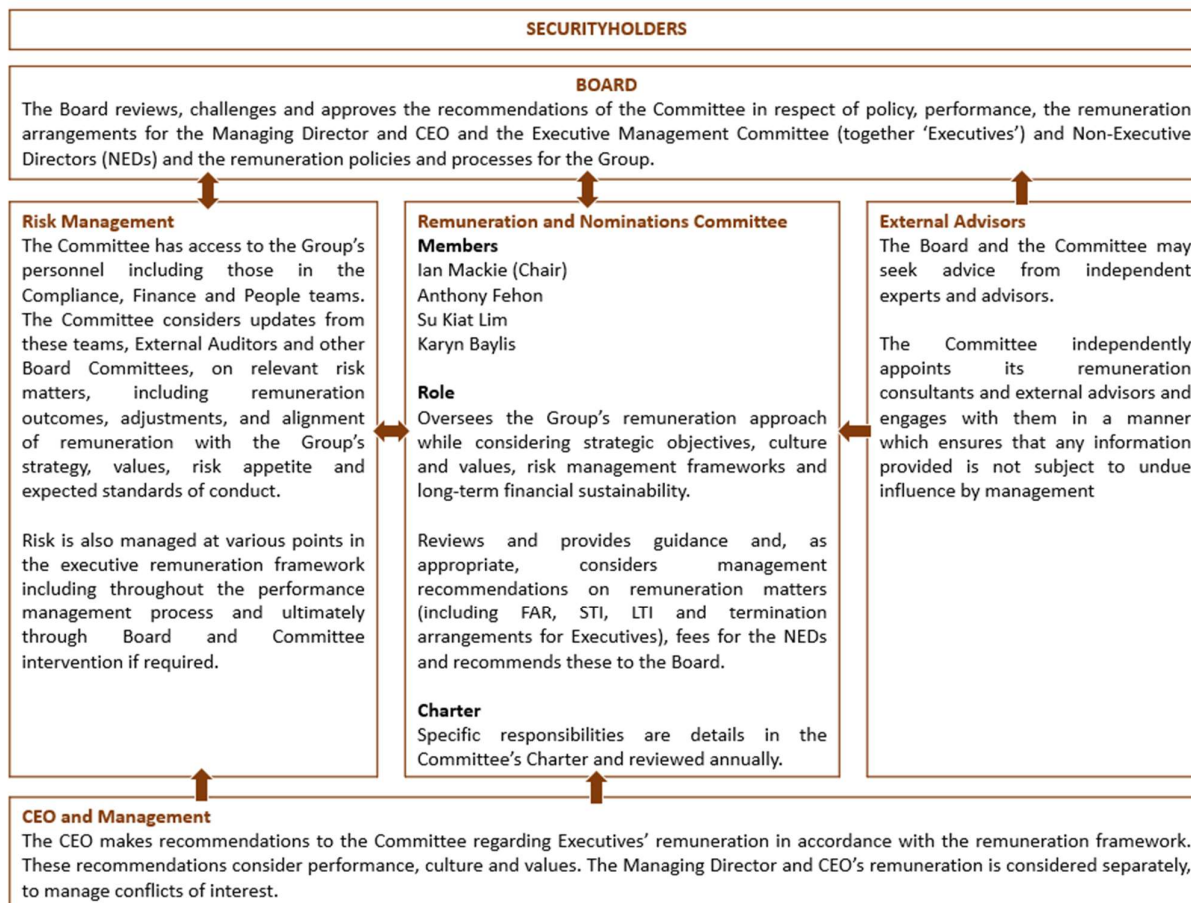 SECURITYHOLDERS
BOARD
The Board reviews, challenges and approves the recommendations of the Committee in respect of policy, performance, the remuneration
arrangements for the Managing Director and CEO and the Executive Management Committee (together ‘Executives’) and Non-Executive
Directors (NEDs) and the remuneration policies and processes for the Group.
Risk Management
The Committee has access to the Group’s
personnel including those in the
Compliance, Finance and People teams.
The Committee considers updates from
these teams, External Auditors and other
Board Committees, on relevant risk
matters, including remuneration
outcomes, adjustments, and alignment
of remuneration with the Group’s
strategy, values, risk appetite and
expected standards of conduct.
Risk is also managed at various points in
the executive remuneration framework
including throughout the performance
management process and ultimately
through Board and Committee
intervention if required.
Remuneration and Nominations Committee
Members
Ian Mackie (Chair)
Anthony Fehon
Su Kiat Lim
Karyn Baylis
Role
Oversees the Group’s remuneration approach
while considering strategic objectives, culture
and values, risk management frameworks and
long-term financial sustainability.
Reviews and provides guidance and, as
appropriate, considers management
recommendations on remuneration matters
(including FAR, STI, LTI and termination
arrangements for Executives), fees for the NEDs
and recommends these to the Board.
Charter
Specific responsibilities are details in the
Committee’s Charter and reviewed annually.
External Advisors
The Board and the Committee may
seek advice from independent
experts and advisors.
The Committee independently
appoints its remuneration
consultants and external advisors and
engages with them in a manner
which ensures that any information
provided is not subject to undue
influence by management
CEO and Management
The CEO makes recommendations to the Committee regarding Executives’ remuneration in accordance with the remuneration framework.
These recommendations consider performance, culture and values. The Managing Director and CEO’s remuneration is considered separately,
to manage conflicts of interest.